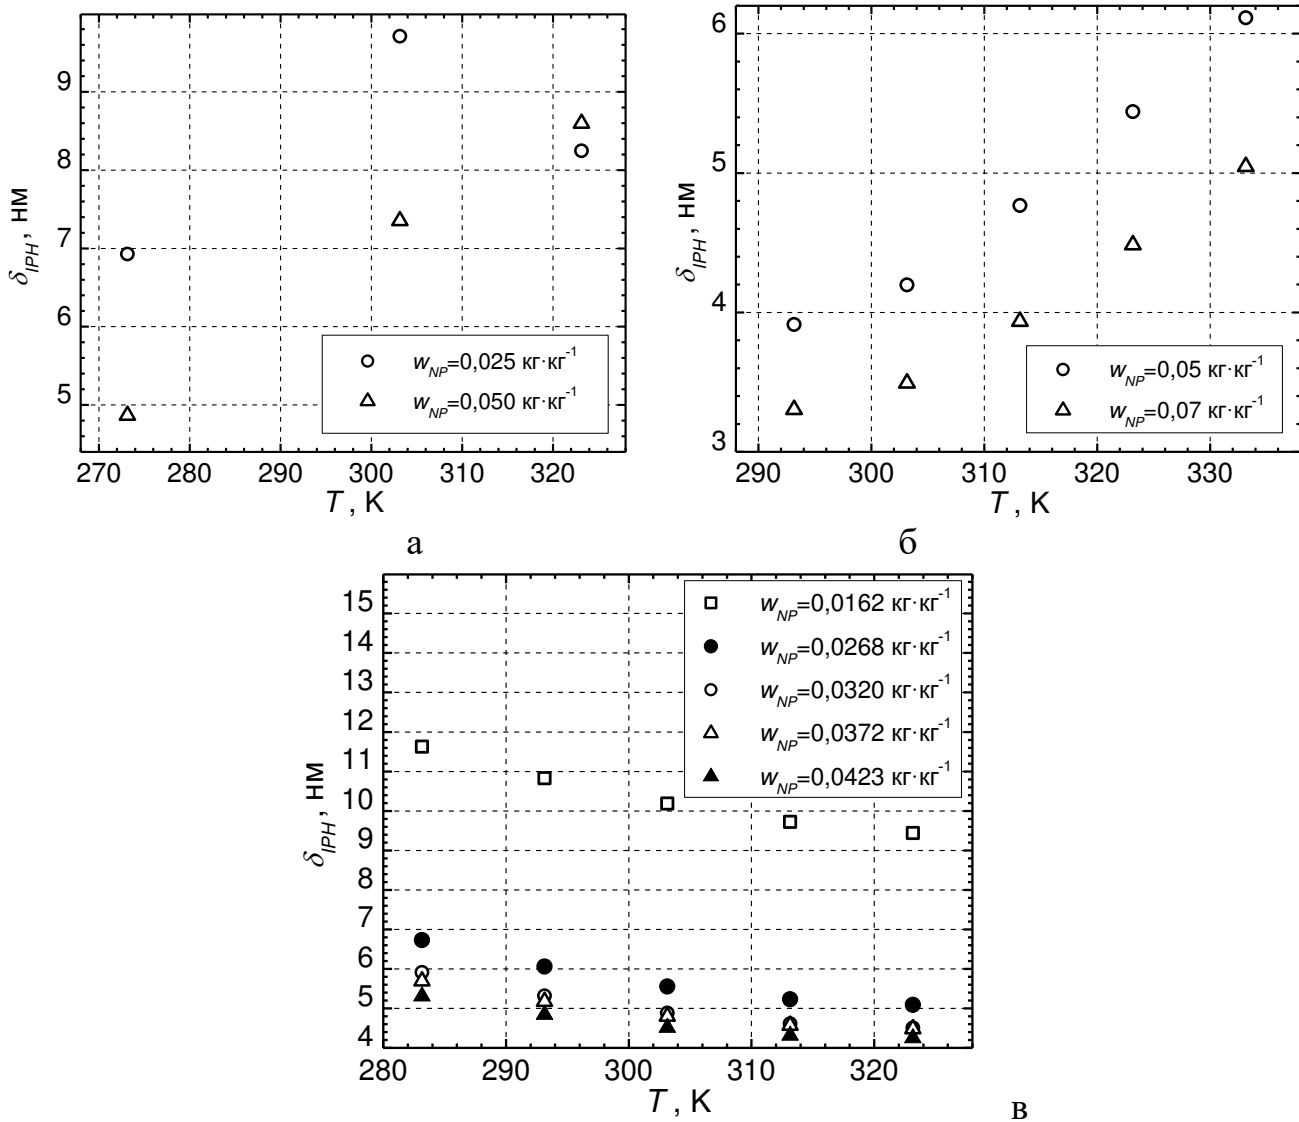 9
8
7
6
5
δ_IPH, нм
w_NP=0,025 кг·кг⁻¹
w_NP=0,050 кг·кг⁻¹
270 280 290 300 310 320
T , K
а
6
5
4
3
δ_IPH, нм
w_NP=0,05 кг·кг⁻¹
w_NP=0,07 кг·кг⁻¹
290 300 310 320 330
T , K
б
15
14
13
12
11
10
9
8
7
6
5
4
δ_IPH, нм
w_NP=0,0162 кг·кг⁻¹
w_NP=0,0268 кг·кг⁻¹
w_NP=0,0320 кг·кг⁻¹
w_NP=0,0372 кг·кг⁻¹
w_NP=0,0423 кг·кг⁻¹
280 290 300 310 320
T , K
в